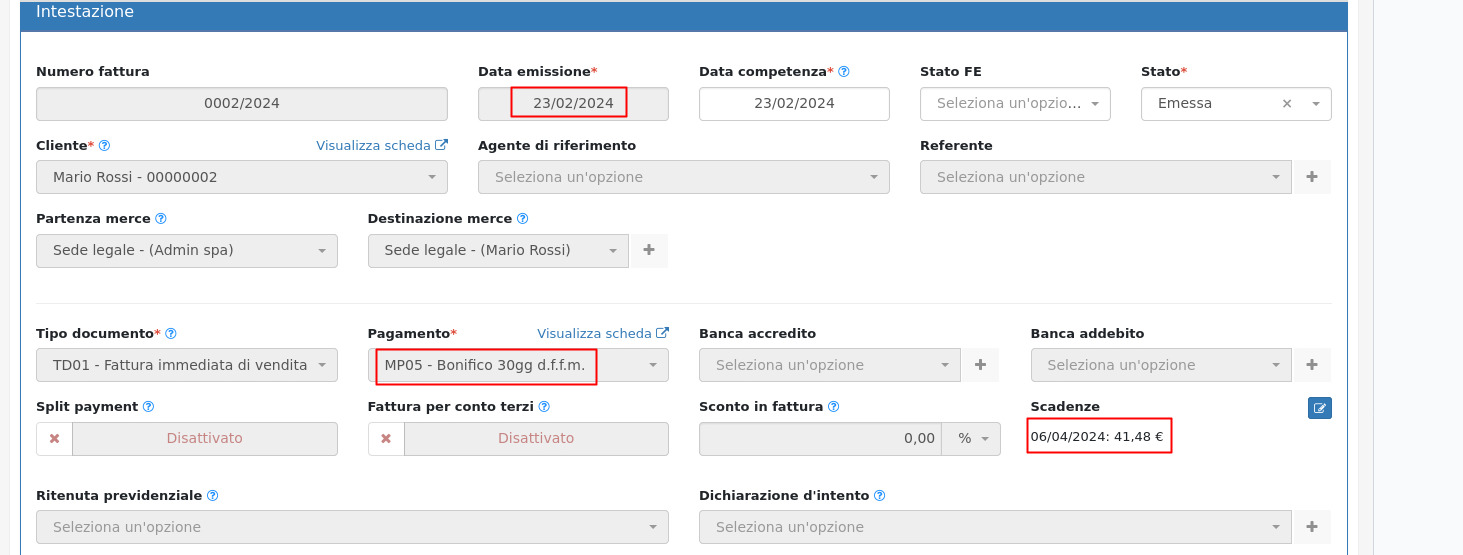 Intestazione
Numero fattura
Data emissione*
Data competenza*
Stato FE
Stato*
0002/2024
23/02/2024
23/02/2024
Seleziona un'opzio...
Emessa
Cliente*
Visualizza scheda
Agente di riferimento
Referente
Mario Rossi - 00000002
Seleziona un'opzione
Seleziona un'opzione
Partenza merce
Destinazione merce
Sede legale - (Admin spa)
Sede legale - (Mario Rossi)
Tipo documento*
Pagamento*
Visualizza scheda
Banca accredito
Banca addebito
TD01 - Fattura immediata di vendita
MP05 - Bonifico 30gg d.f.f.m.
Seleziona un'opzione
Seleziona un'opzione
Split payment
Fattura per conto terzi
Sconto in fattura
Scadenze
Disattivato
Disattivato
0,00
%
06/04/2024: 41,48 €
Ritenuta previdenziale
Dichiarazione d'intento
Seleziona un'opzione
Seleziona un'opzione